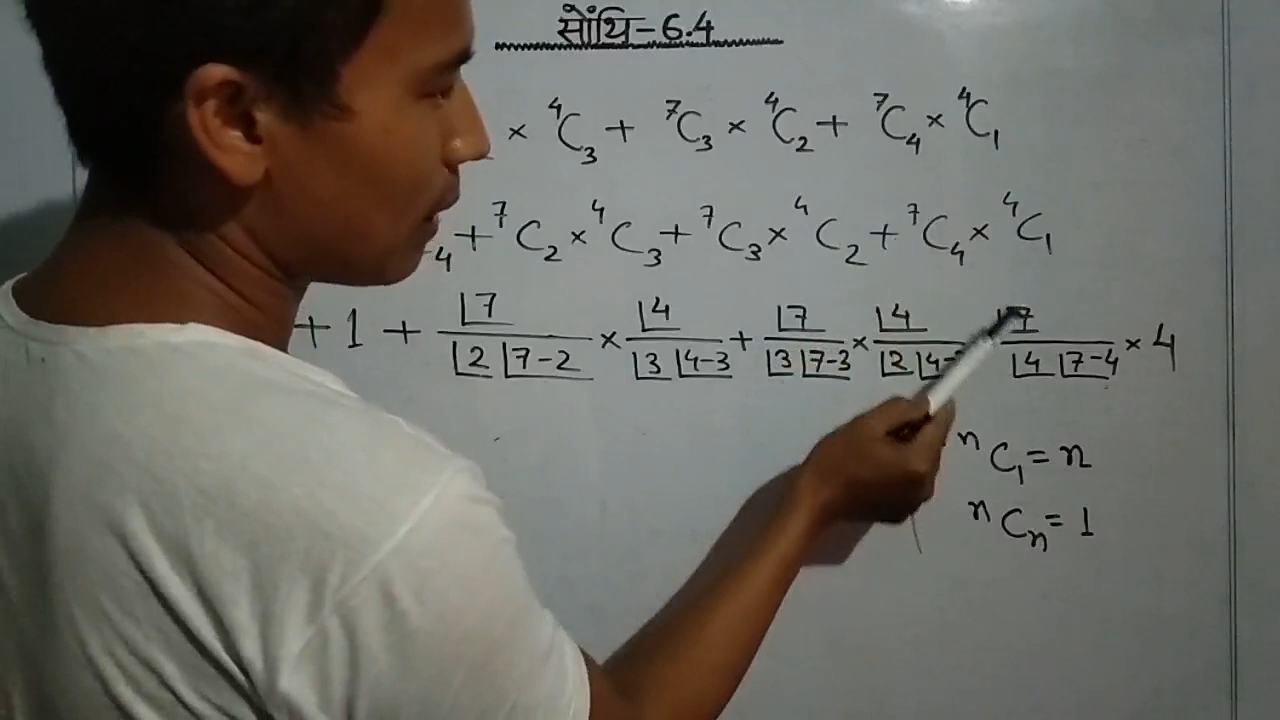 सोंथि-6.4
× ⁴C₃ + ⁷C₃ × ⁴C₂ + ⁷C₄ × ⁴C₁
₄ + ⁷C₂ × ⁴C₃ + ⁷C₃ × ⁴C₂ + ⁷C₄ × ⁴C₁
+ 1 + |7 / |2 |7-2 × |4 / |3 |4-3 + |7 / |3 |7-3 × |4 / |2 |4- |7 / |4 |7-4 × 4
ⁿC₁ = n
ⁿCₙ = 1